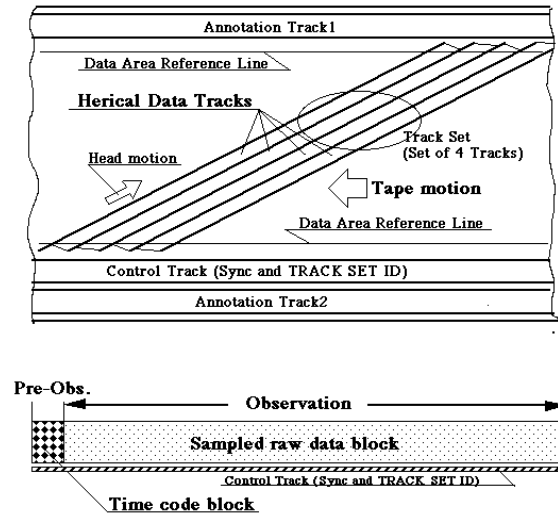 Annotation Track1
Data Area Reference Line
Herical Data Tracks
Head motion
Track Set
(Set of 4 Tracks)
Tape motion
Data Area Reference Line
Control Track (Sync and TRACK SET ID)
Annotation Track2
Pre-Obs.
Observation
Sampled raw data block
Control Track (Sync and TRACK SET ID)
Time code block